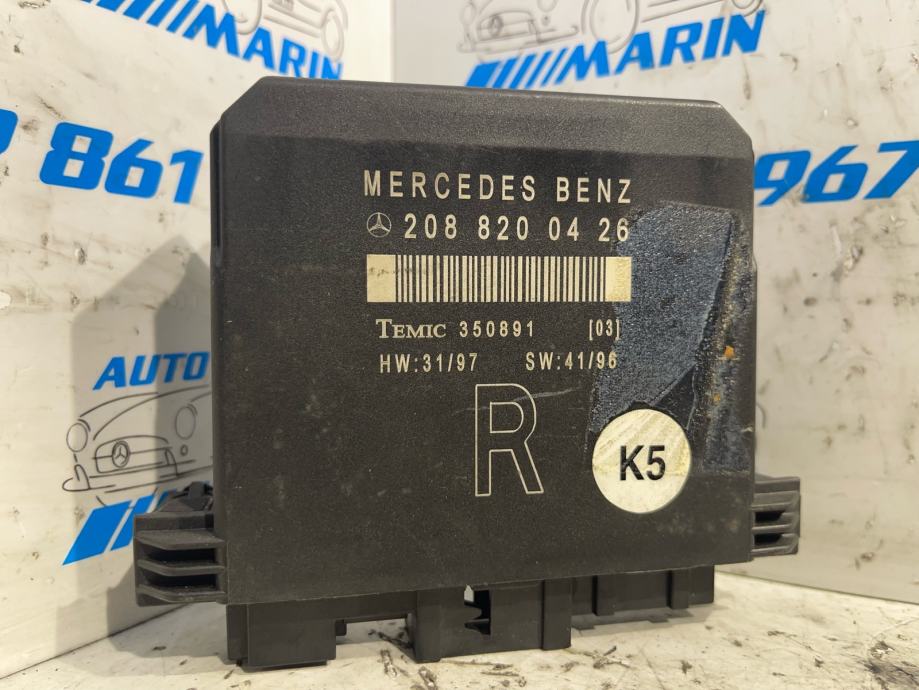 MARIN
MARIN
861
967
AUTO
MERCEDES BENZ
208 820 04 26
TEMIC 350891 [03]
HW:31/97 SW:41/96
R
K5